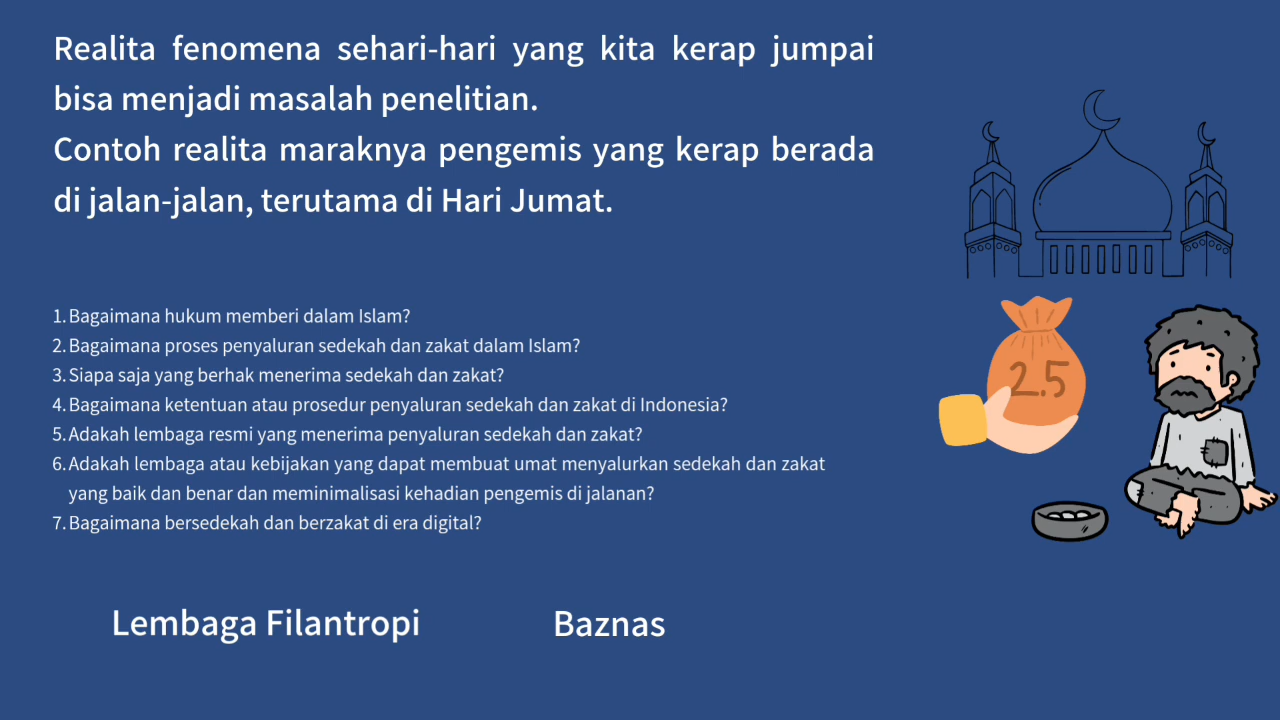 Realita fenomena sehari-hari yang kita kerap jumpai
bisa menjadi masalah penelitian.
Contoh realita maraknya pengemis yang kerap berada
di jalan-jalan, terutama di Hari Jumat.
1. Bagaimana hukum memberi dalam Islam?
2. Bagaimana proses penyaluran sedekah dan zakat dalam Islam?
3. Siapa saja yang berhak menerima sedekah dan zakat?
4. Bagaimana ketentuan atau prosedur penyaluran sedekah dan zakat di Indonesia?
5. Adakah lembaga resmi yang menerima penyaluran sedekah dan zakat?
6. Adakah lembaga atau kebijakan yang dapat membuat umat menyalurkan sedekah dan zakat
yang baik dan benar dan meminimalisasi kehadian pengemis di jalanan?
7. Bagaimana bersedekah dan berzakat di era digital?
2.5
Lembaga Filantropi
Baznas